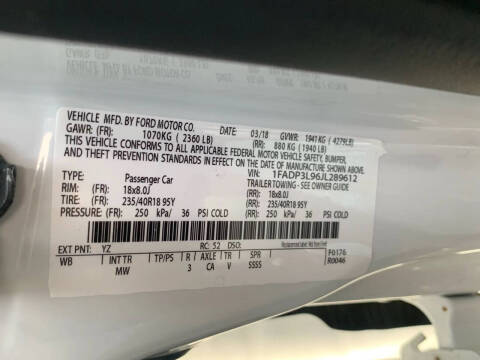 VEHICLE MFD. BY FORD MOTOR CO. DATE: 03/18 GVWR: 1941 KG ( 4279LB)
GAWR: (FR): 1070KG ( 2360 LB) (RR): 880 KG (1940 LB)
THIS VEHICLE CONFORMS TO ALL APPLICABLE FEDERAL MOTOR VEHICLE SAFETY, BUMPER,
AND THEFT PREVENTION STANDARDS IN EFFECT ON THE DATE OF MANUFACTURE SHOWN ABOVE.
VIN: 1FADP3L96JL289612
TYPE: Passenger Car TRAILER TOWING - SEE OWNER GUIDE
RIM: (FR): 18x8.0J (RR): 18x8.0J
TIRE: (FR): 235/40R18 95Y (RR): 235/40R18 95Y
PRESSURE: (FR): 250 kPa/ 36 PSI COLD (RR): 250 kPa/ 36 PSI COLD
EXT PNT: YZ RC: 52 DSO:
WB INT TR TP/PS R AXLE TR SPR
MW 3 CA V SSSS
F0176
R0046